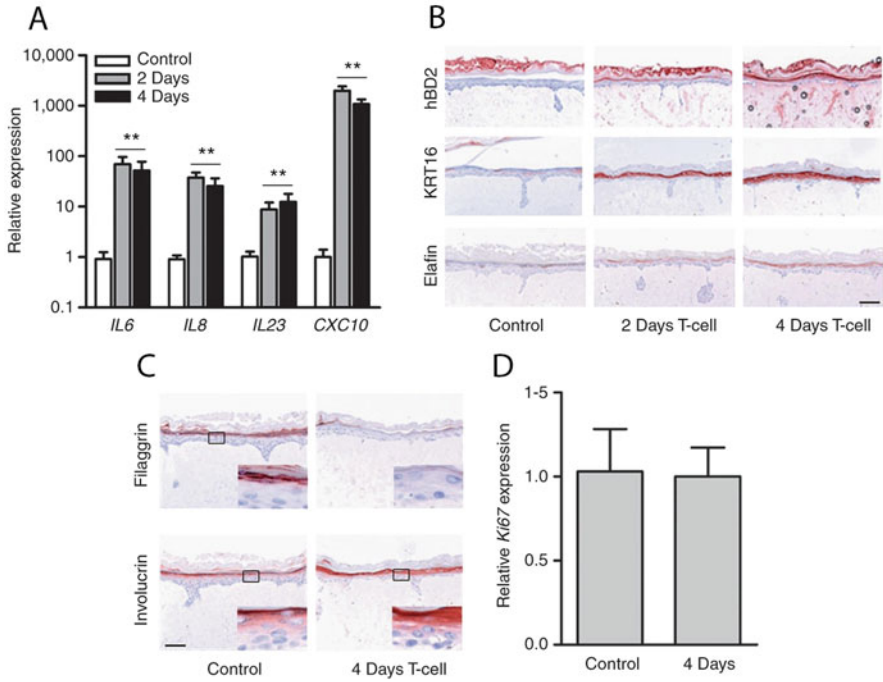 A
Relative expression
10,000
1,000
100
10
1
0.1
Control
2 Days
4 Days
**
**
**
**
IL6 IL8 IL23 CXC10
B
hBD2
KRT16
Elafin
Control 2 Days T-cell 4 Days T-cell
C
Filaggrin
Involucrin
Control 4 Days T-cell
D
Relative Ki67 expression
1-5
1.0
0.5
0.0
Control 4 Days